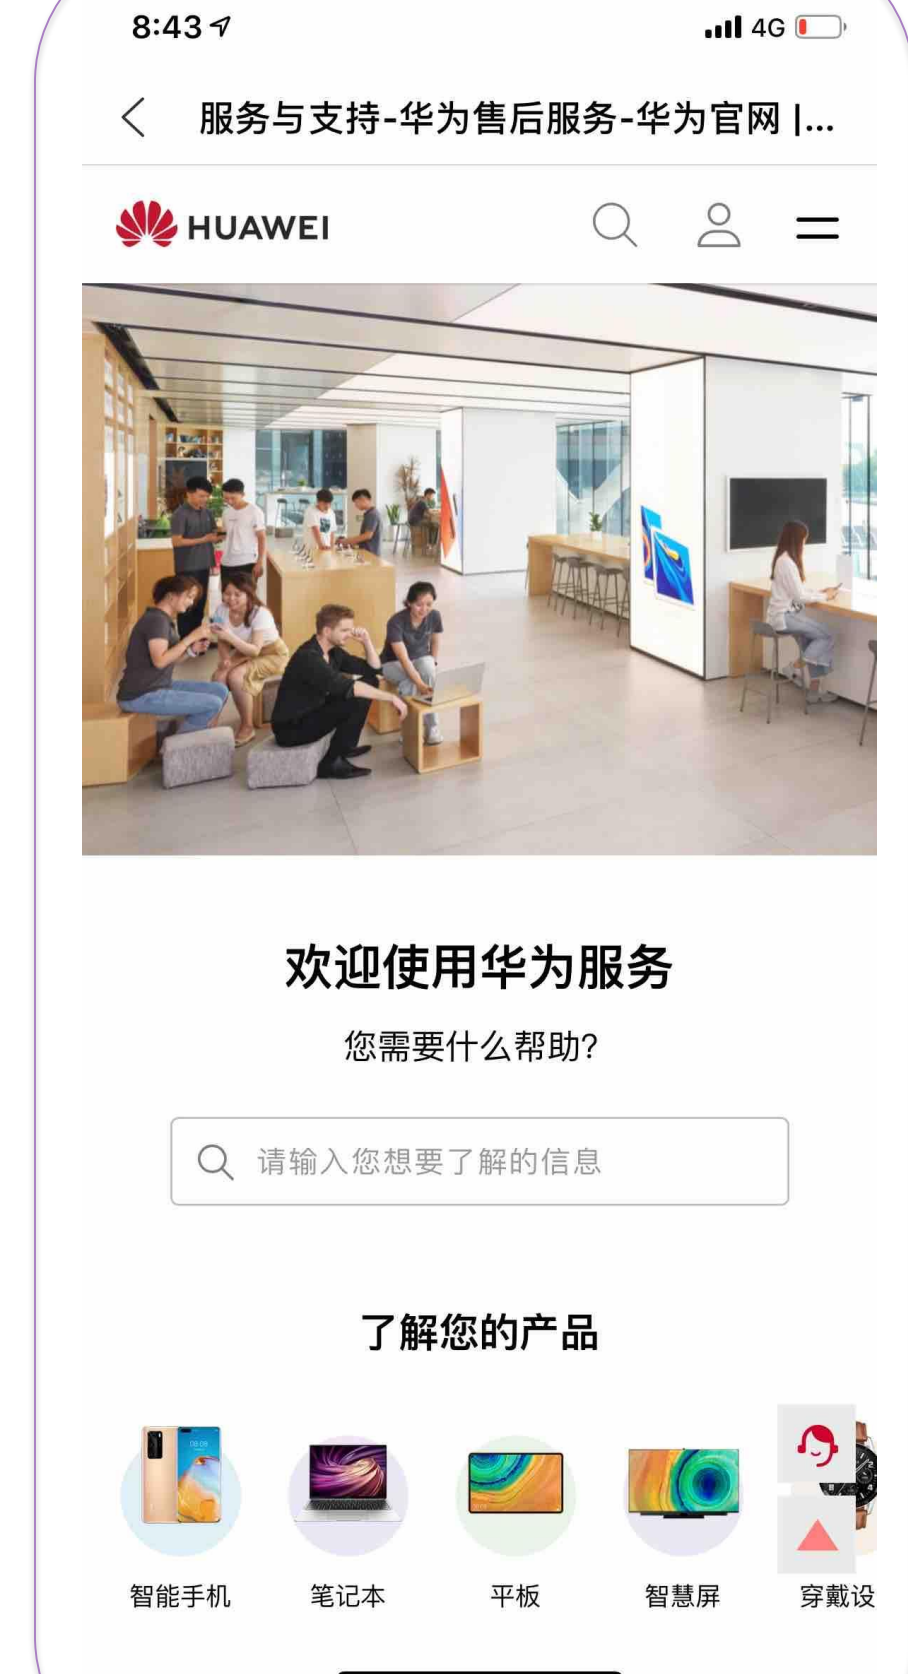 8:43
4G
服务与支持-华为售后服务-华为官网 |...
HUAWEI
欢迎使用华为服务
您需要什么帮助?
请输入您想要了解的信息
了解您的产品
08:08
智能手机
笔记本
平板
智慧屏
穿戴设